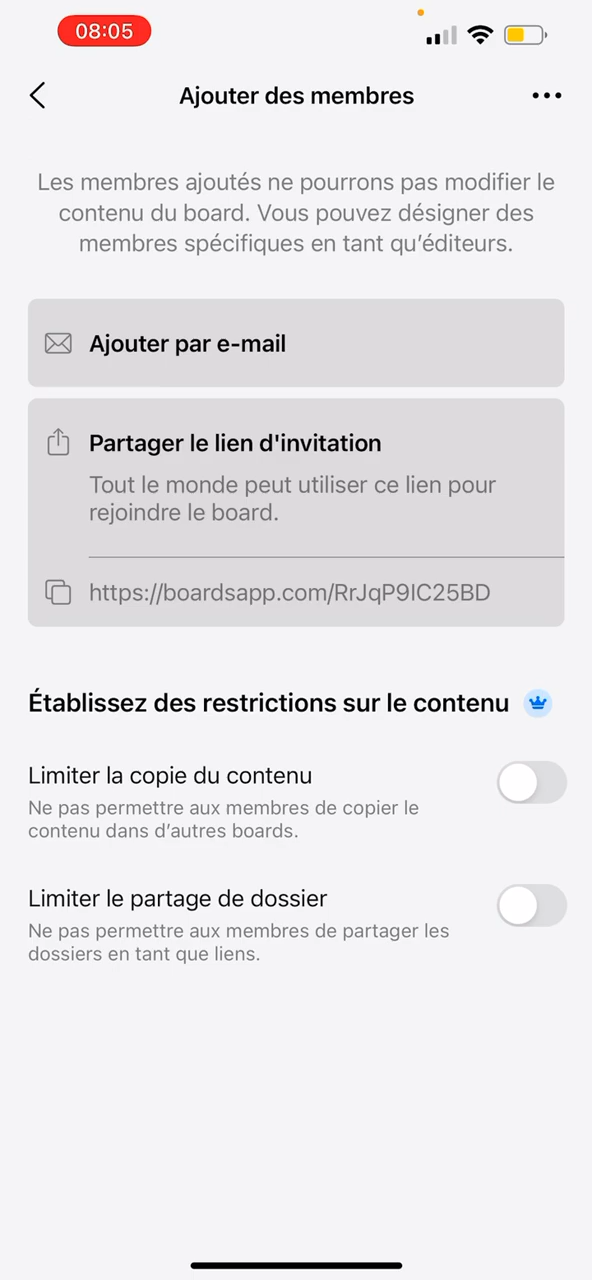 08:05
Ajouter des membres
Les membres ajoutés ne pourrons pas modifier le
contenu du board. Vous pouvez désigner des
membres spécifiques en tant qu’éditeurs.
Ajouter par e-mail
Partager le lien d'invitation
Tout le monde peut utiliser ce lien pour
rejoindre le board.
https://boardsapp.com/RrJqP9IC25BD
Établissez des restrictions sur le contenu
Limiter la copie du contenu
Ne pas permettre aux membres de copier le
contenu dans d’autres boards.
Limiter le partage de dossier
Ne pas permettre aux membres de partager les
dossiers en tant que liens.